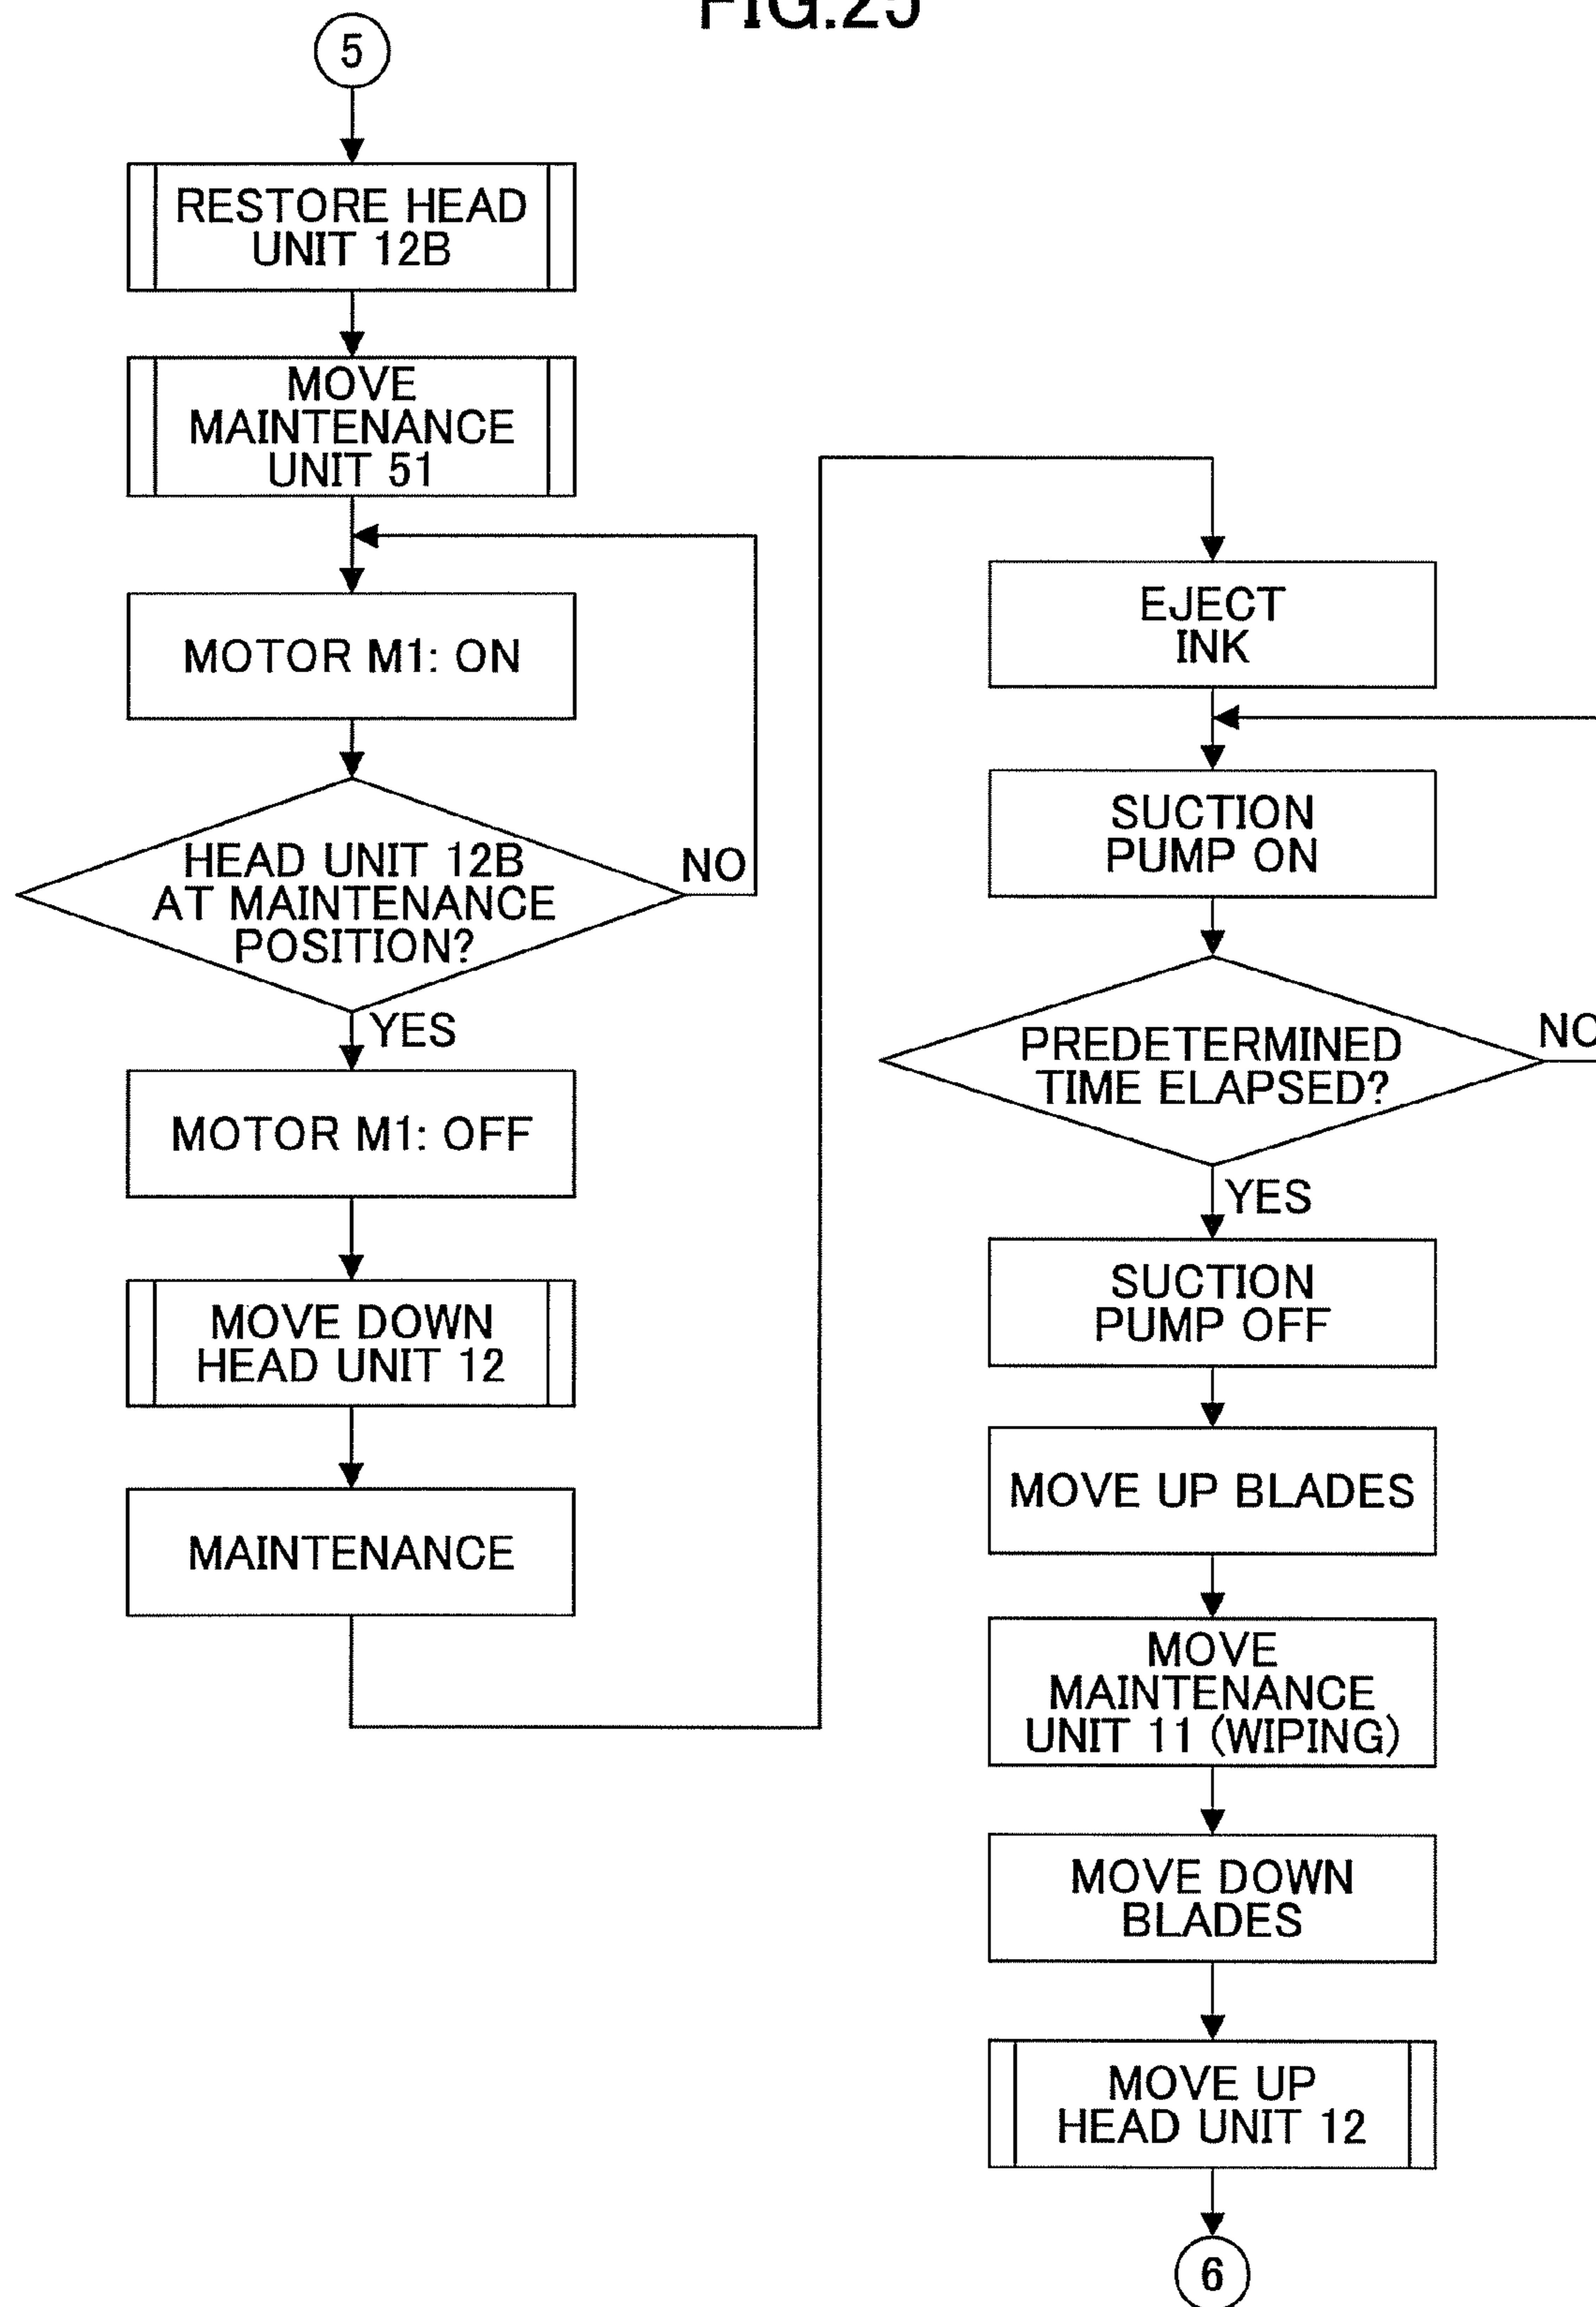 FIG.25
5
RESTORE HEAD
UNIT 12B
MOVE
MAINTENANCE
UNIT 51
MOTOR M1: ON
HEAD UNIT 12B
AT MAINTENANCE
POSITION?
NO
YES
MOTOR M1: OFF
MOVE DOWN
HEAD UNIT 12
MAINTENANCE
EJECT
INK
SUCTION
PUMP ON
PREDETERMINED
TIME ELAPSED?
NO
YES
SUCTION
PUMP OFF
MOVE UP BLADES
MOVE
MAINTENANCE
UNIT 11 (WIPING)
MOVE DOWN
BLADES
MOVE UP
HEAD UNIT 12
6